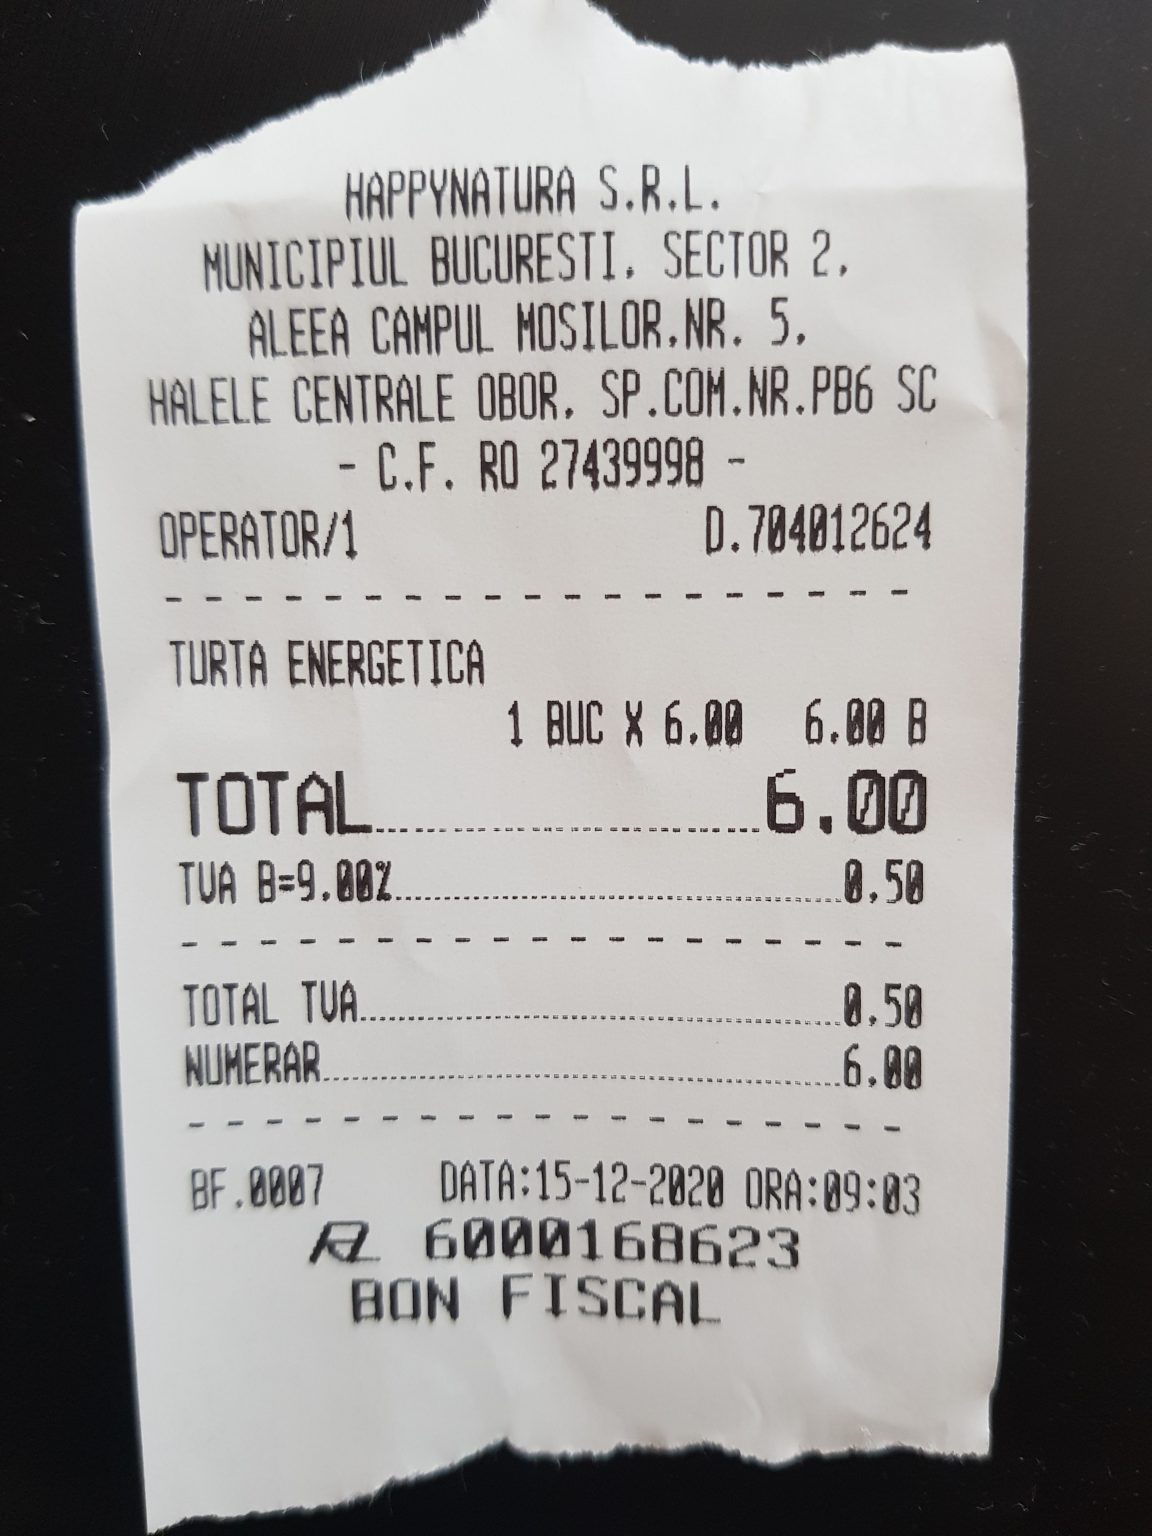 HAPPYNATURA S.R.L.
MUNICIPIUL BUCURESTI, SECTOR 2,
ALEEA CAMPUL MOSILOR,NR. 5,
HALELE CENTRALE OBOR, SP.COM.NR.PB6 SC
- C.F. RO 27439998 -
OPERATOR/1 D.704012624
TURTA ENERGETICA
1 BUC X 6.00 6.00 B
TOTAL 6.00
TVA B=9.00% 0.50
TOTAL TVA 0.50
NUMERAR 6.00
BF.0007 DATA:15-12-2020 ORA:09:03
6000168623
BON FISCAL